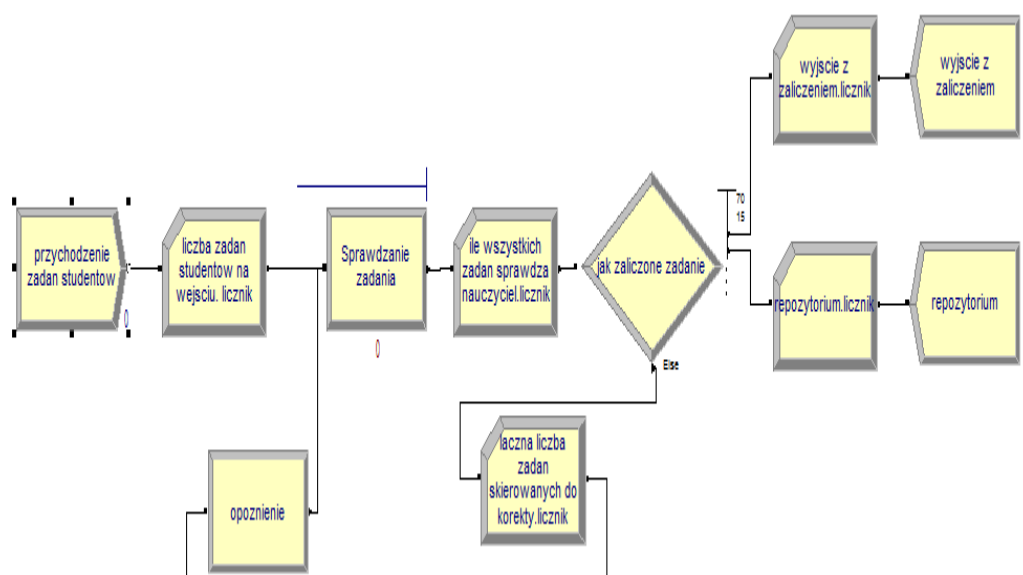 przychodzenie
zadan studentow
0
liczba zadan
studentow na
wejsciu. licznik
Sprawdzanie
zadania
0
ile wszystkich
zadan sprawdza
nauczyciel.licznik
jak zaliczone zadanie
70
15
Else
wyjscie z
zaliczeniem.licznik
wyjscie z
zaliczeniem
repozytorium.licznik
repozytorium
opoznienie
laczna liczba
zadan
skierowanych do
korekty.licznik